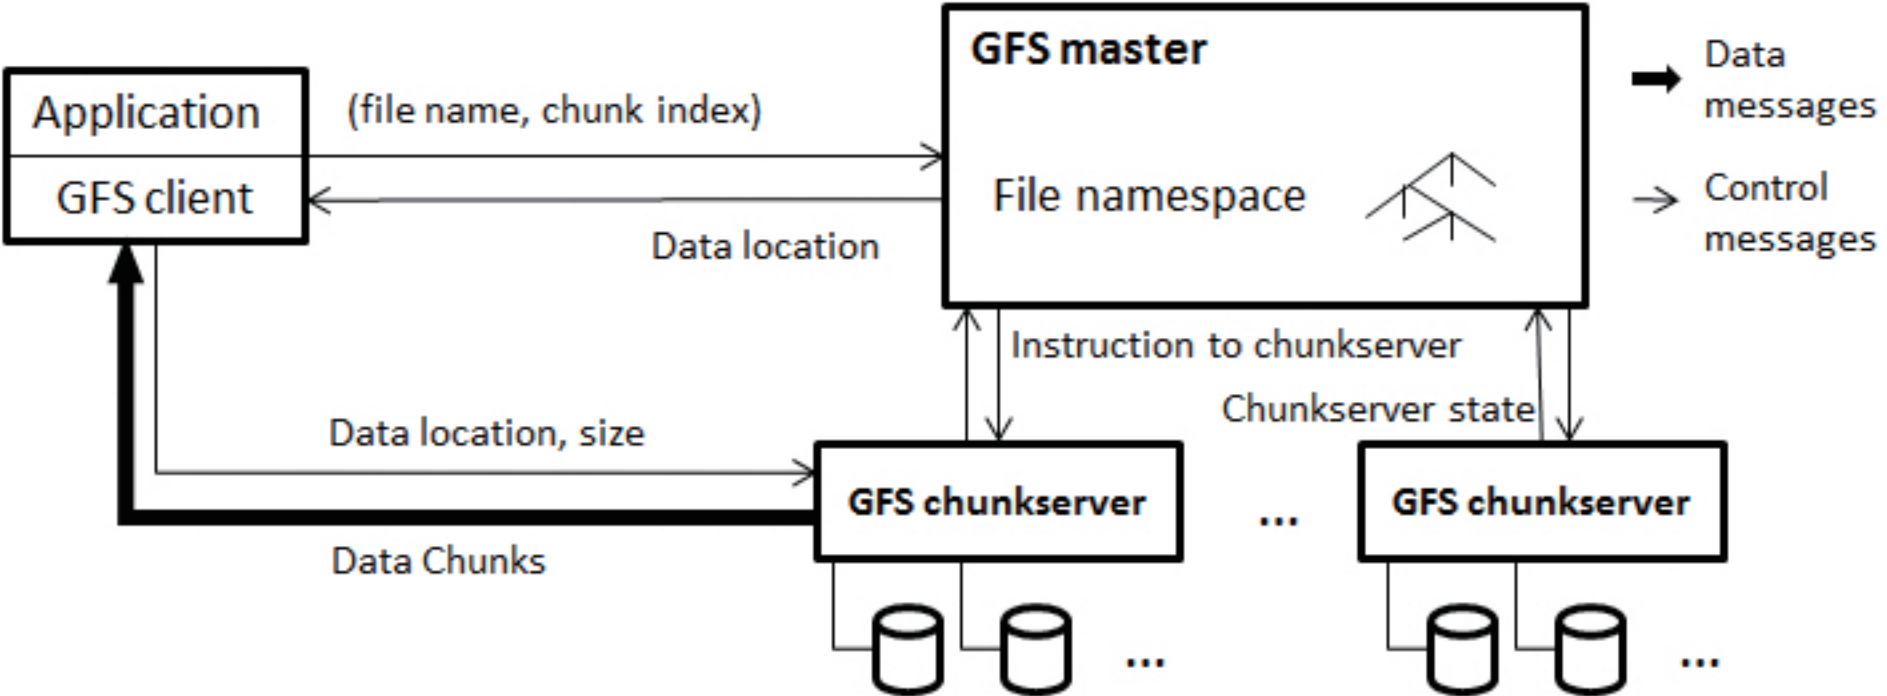 GFS master
Data
messages
Application
(file name, chunk index)
GFS client
File namespace
Control
messages
Data location
Instruction to chunkserver
Chunkserver state
Data location, size
GFS chunkserver
...
GFS chunkserver
Data Chunks
...
...